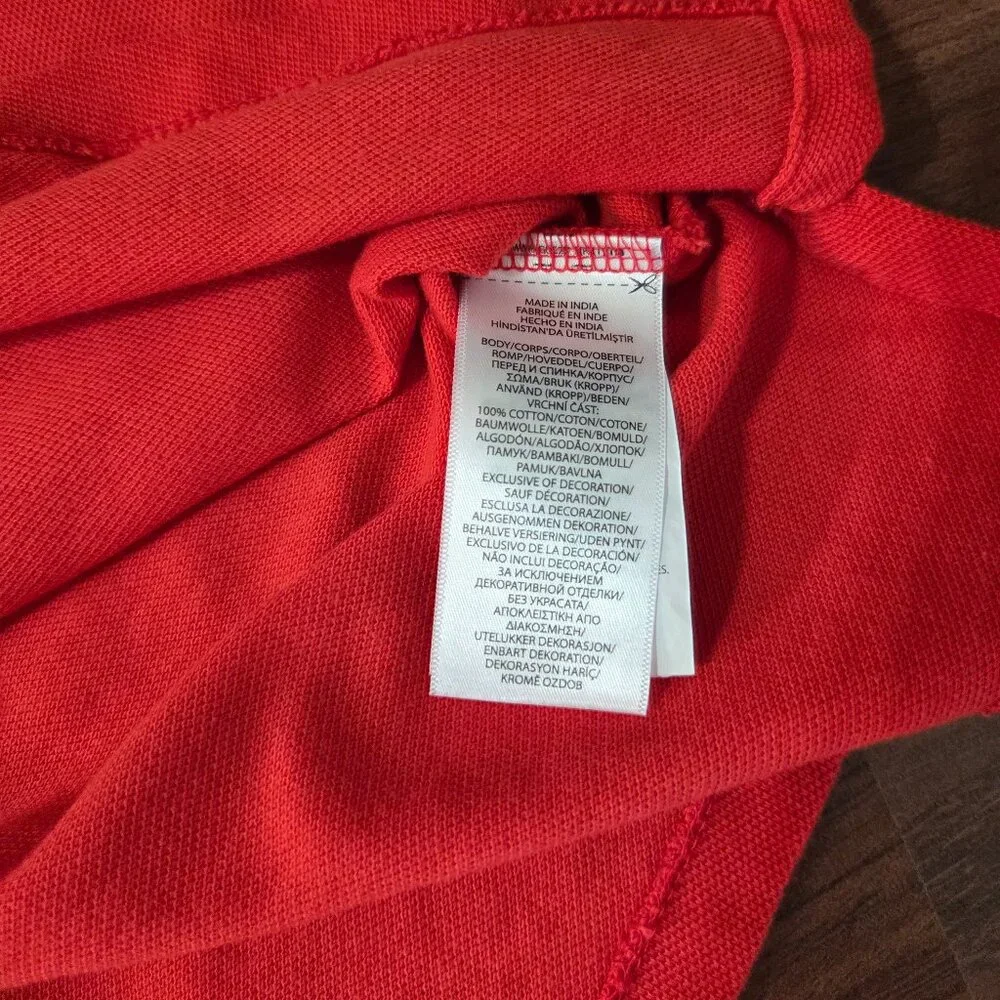 MADE IN INDIA
FABRIQUÉ EN INDE
HECHO EN INDIA
HİNDİSTAN'DA ÜRETİLMİŞTİR
BODY/CORPS/CORPO/OBERTEIL/
ROMP/HOVEDDEL/CUERPO/
ПЕРЕД И СПИНКА/КОРПУС/
ΣΩΜΑ/BRUK (KROPP)/
ANVÄND (KROPP)/BEDEN/
VRCHNÍ ČÁST:
100% COTTON/COTON/COTONE/
BAUMWOLLE/KATOEN/BOMULD/
ALGODÓN/ALGODÃO/ХЛОПОК/
ПАМУК/ΒΑΜΒΑΚΙ/BOMULL/
PAMUK/BAVLNA
EXCLUSIVE OF DECORATION/
SAUF DÉCORATION/
ESCLUSA LA DECORAZIONE/
AUSGENOMMEN DEKORATION/
BEHALVE VERSIERING/UDEN PYNT/
EXCLUSIVO DE LA DECORACIÓN/
NÃO INCLUI DECORAÇÃO/
ЗА ИСКЛЮЧЕНИЕМ
ДЕКОРАТИВНОЙ ОТДЕЛКИ/
БЕЗ УКРАСАТА/
ΑΠΟΚΛΕΙΣΤΙΚΗ ΑΠΟ
ΔΙΑΚΟΣΜΗΣΗ/
UTELUKKER DEKORASJON/
ENBART DEKORATION/
DEKORASYON HARİÇ/
KROMĚ OZDOB